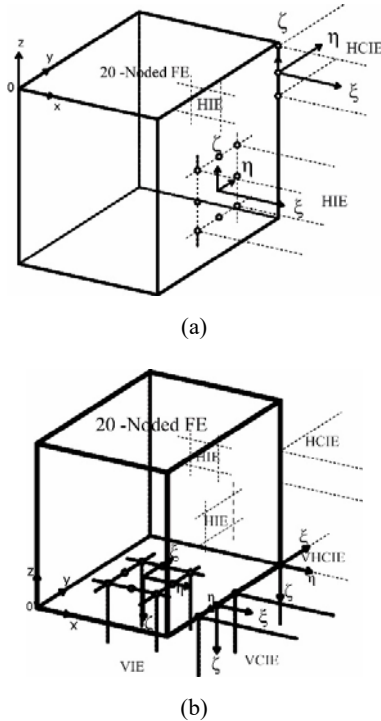 z
y
0
x
20 -Noded FE
HIE
ζ
η
HCIE
ξ
ζ
η
ξ
HIE
(a)
20 -Noded FE
HIE
HCIE
HIE
z
y
0
x
ξ
η
ζ
ξ
VHCIE
η
ζ
η
ξ
ζ
VIE
VCIE
(b)